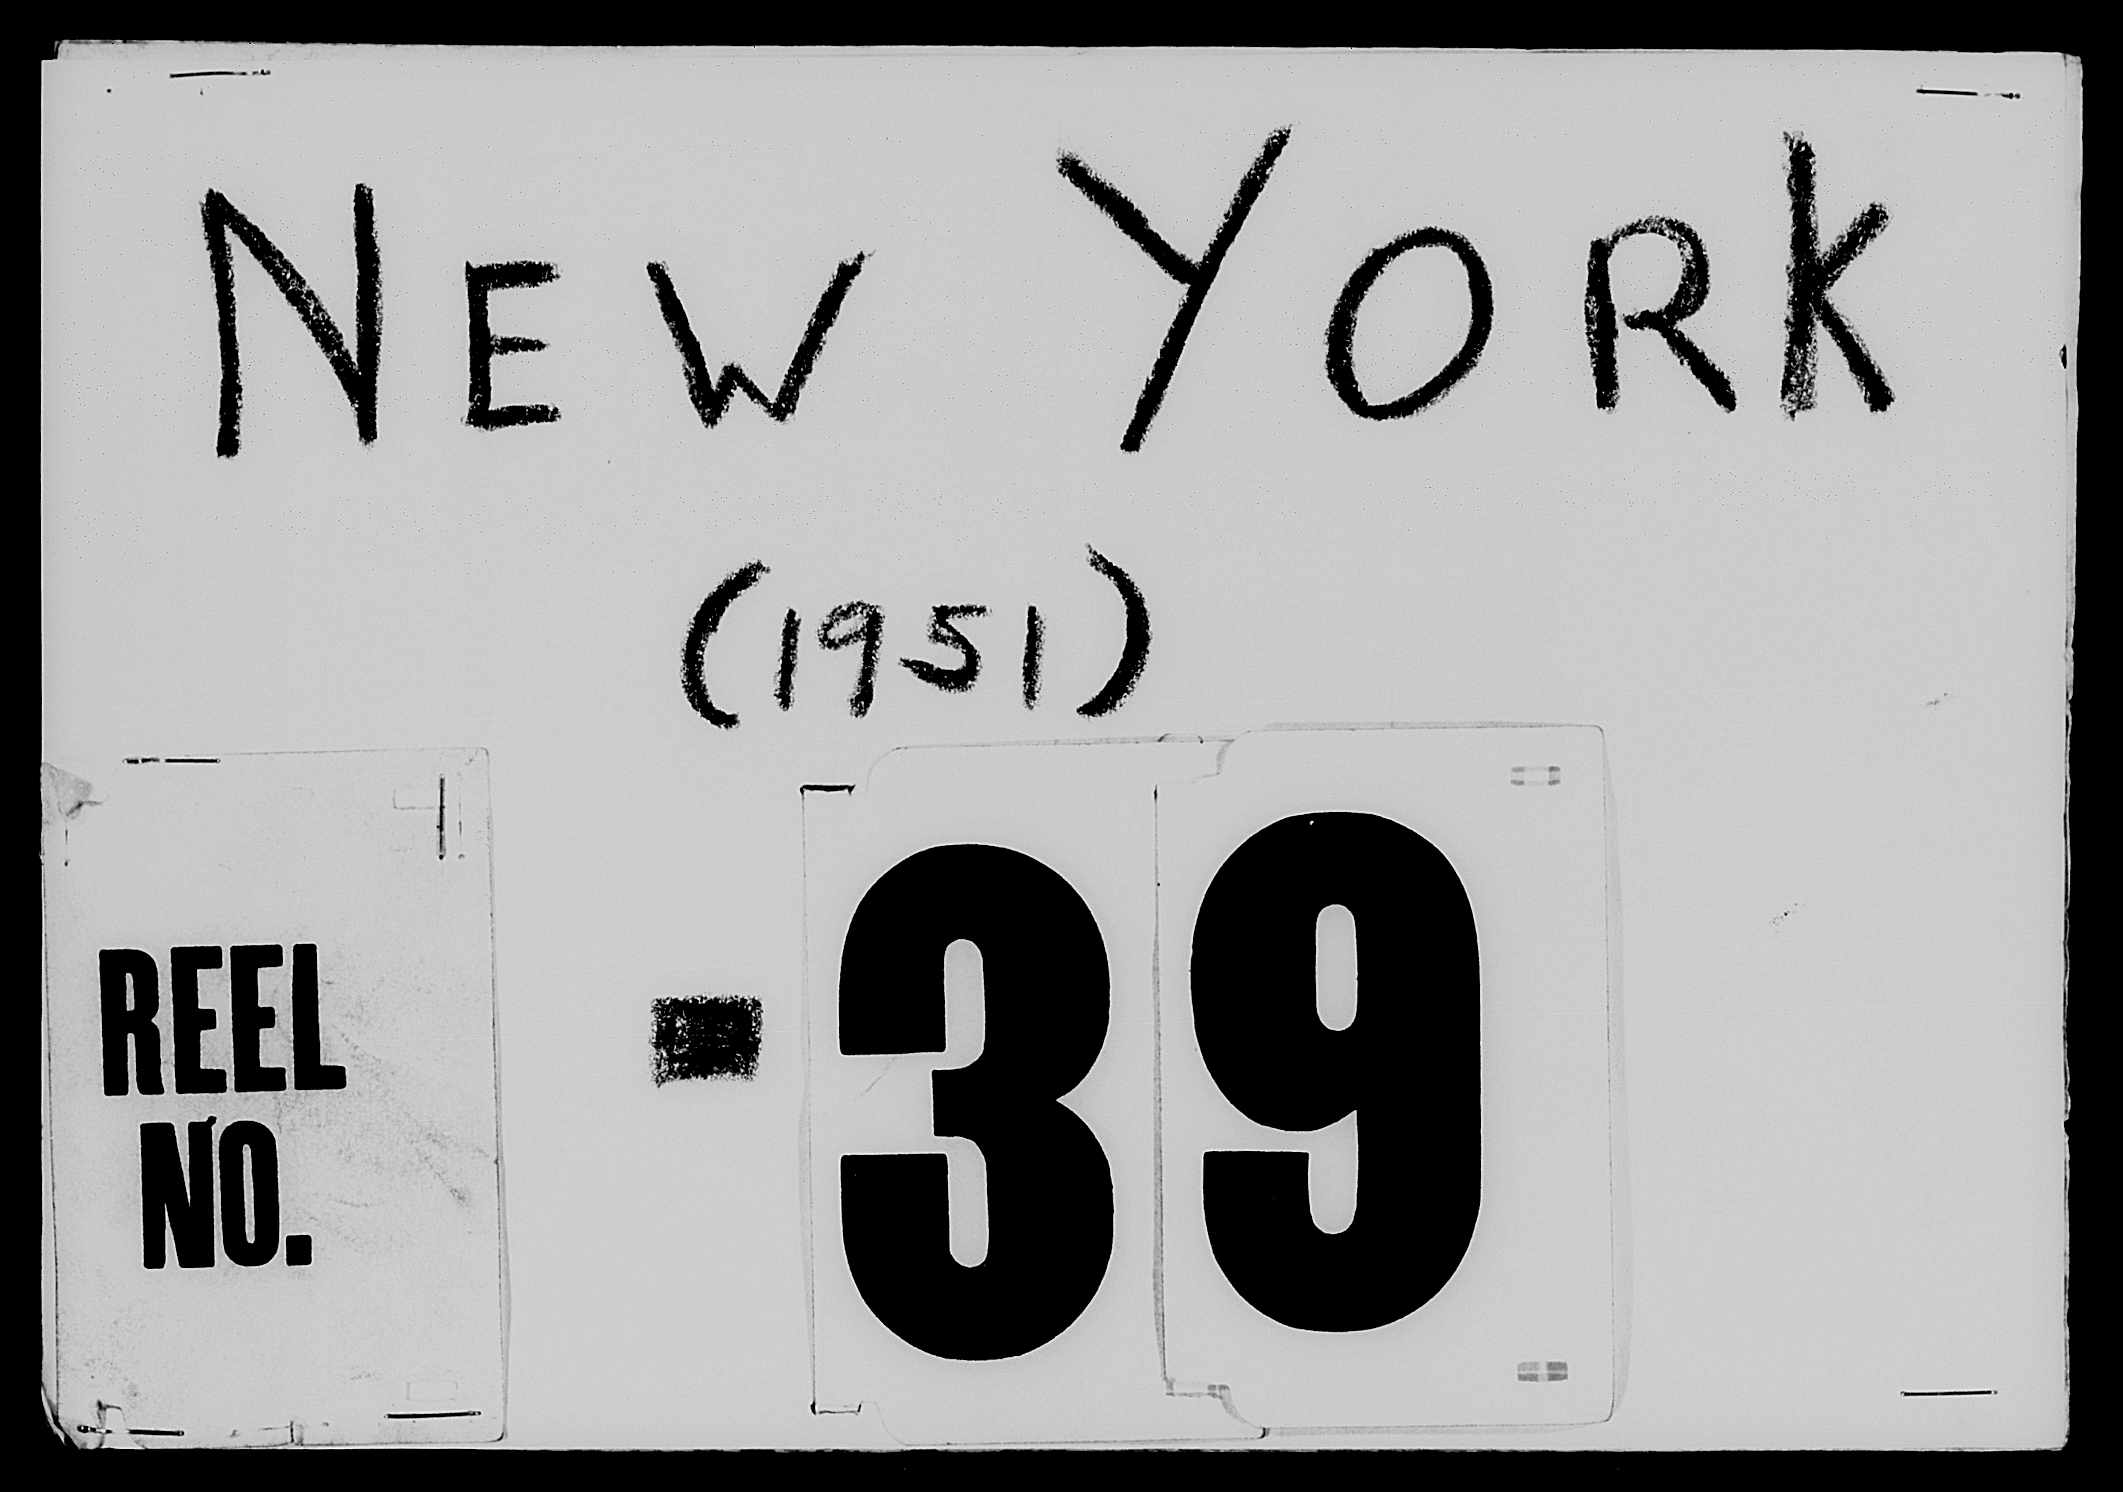 NEW YORK
(1951)
REEL
NO.
- 39